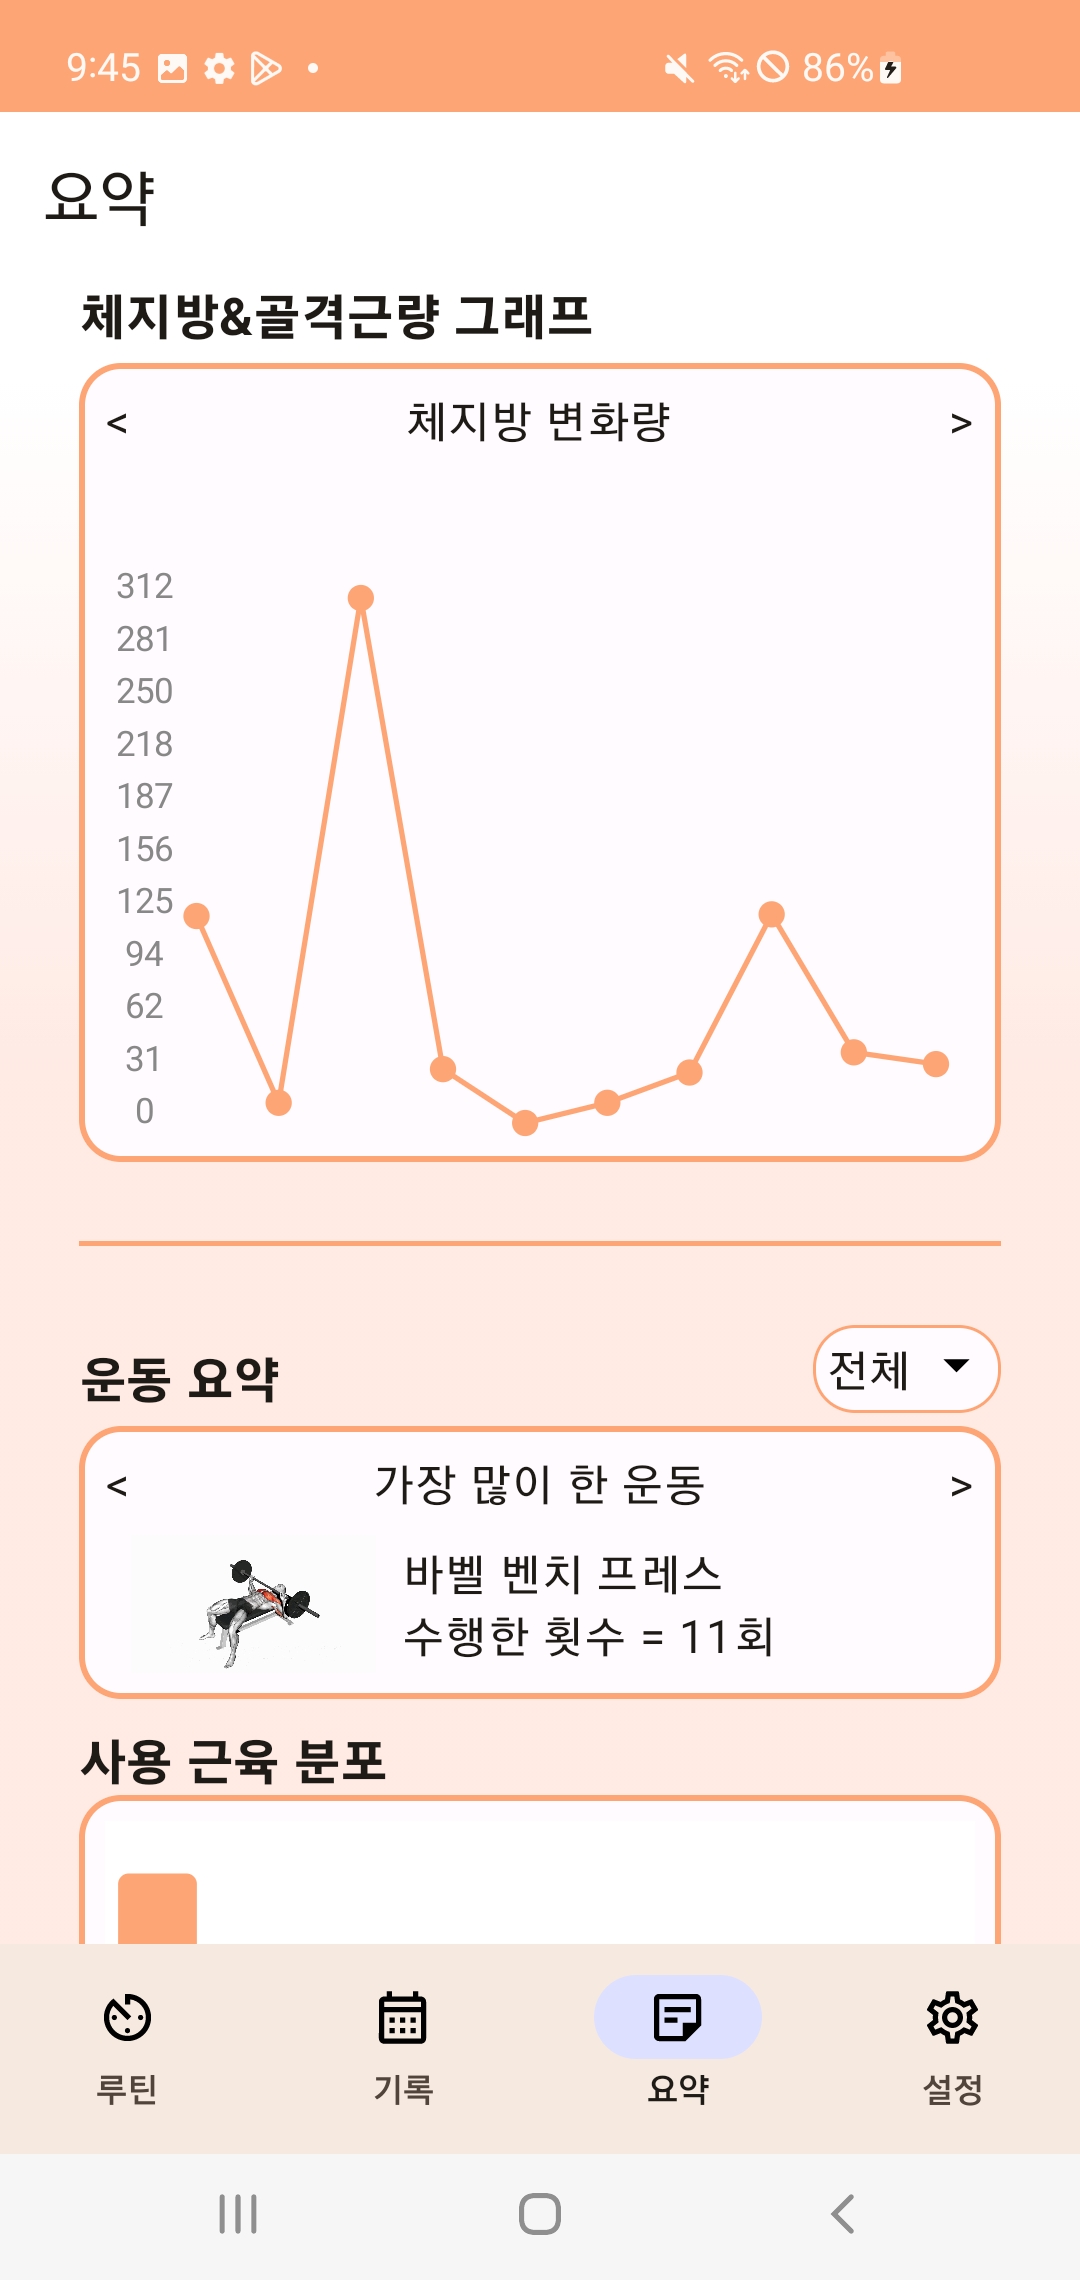 9:45
86%
요약
체지방&골격근량 그래프
< 체지방 변화량 >
312
281
250
218
187
156
125
94
62
31
0
운동 요약
전체
< 가장 많이 한 운동 >
바벨 벤치 프레스
수행한 횟수 = 11회
사용 근육 분포
루틴 기록 요약 설정